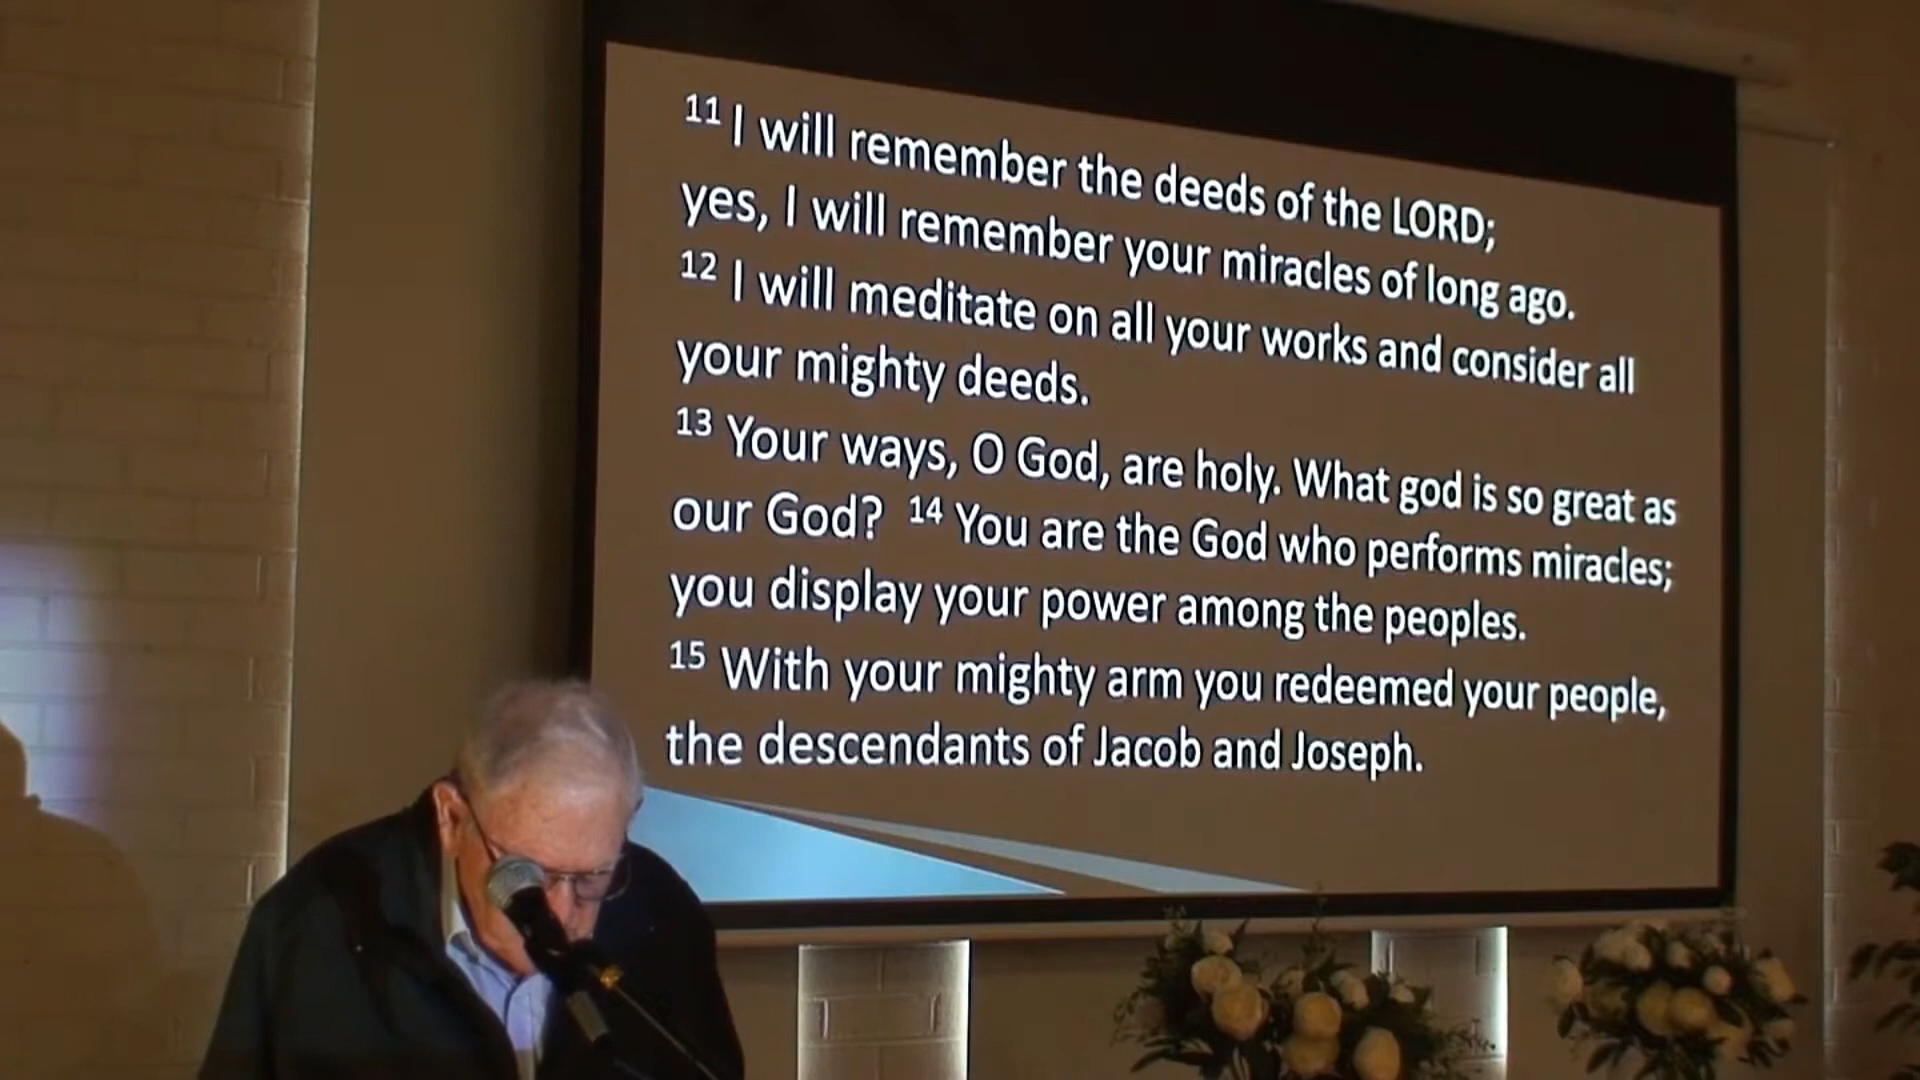 11 I will remember the deeds of the LORD;
yes, I will remember your miracles of long ago.
12 I will meditate on all your works and consider all
your mighty deeds.
13 Your ways, O God, are holy. What god is so great as
our God? 14 You are the God who performs miracles;
you display your power among the peoples.
15 With your mighty arm you redeemed your people,
the descendants of Jacob and Joseph.